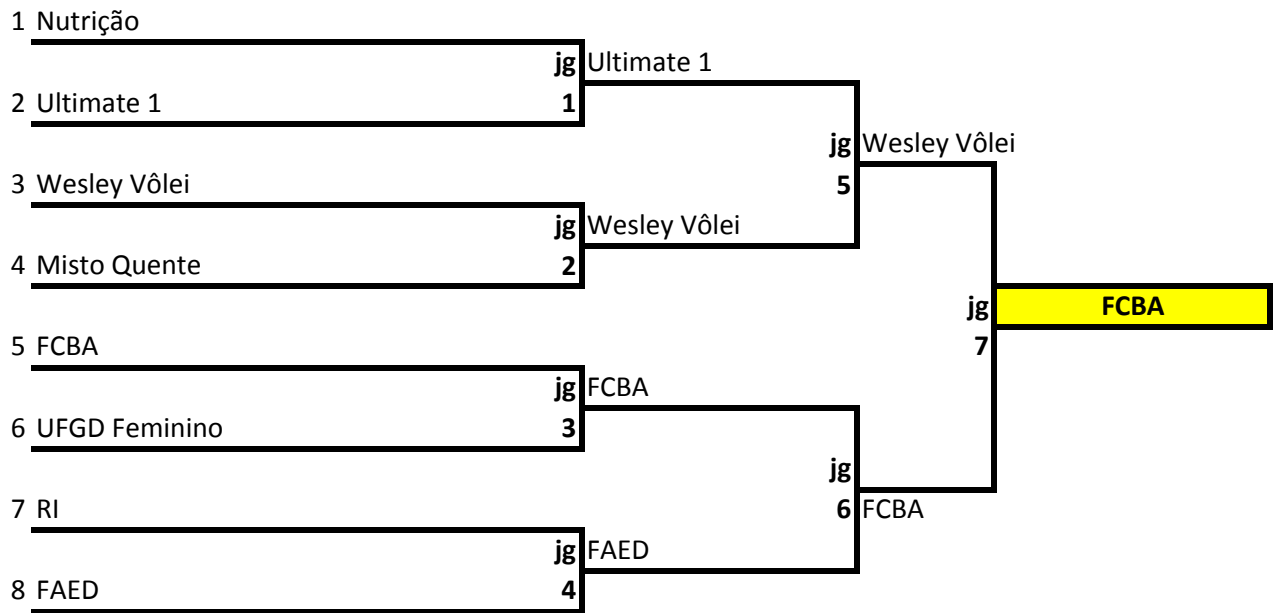 1 Nutrição
jg Ultimate 1
2 Ultimate 1 1
jg Wesley Vôlei
3 Wesley Vôlei 5
jg Wesley Vôlei
4 Misto Quente 2
jg FCBA
5 FCBA 7
jg FCBA
6 UFGD Feminino 3
jg
7 RI 6 FCBA
jg FAED
8 FAED 4